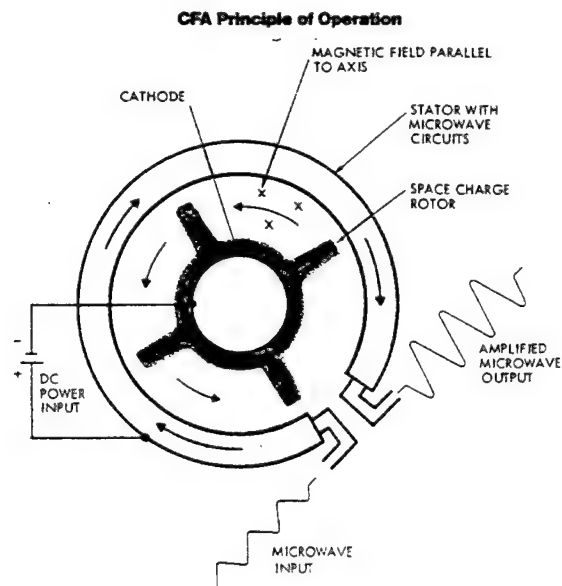 CFA Principle of Operation
MAGNETIC FIELD PARALLEL
TO AXIS
CATHODE
STATOR WITH
MICROWAVE
CIRCUITS
x
x
x
SPACE CHARGE
ROTOR
-
+
DC
POWER
INPUT
AMPLIFIED
MICROWAVE
OUTPUT
MICROWAVE
INPUT